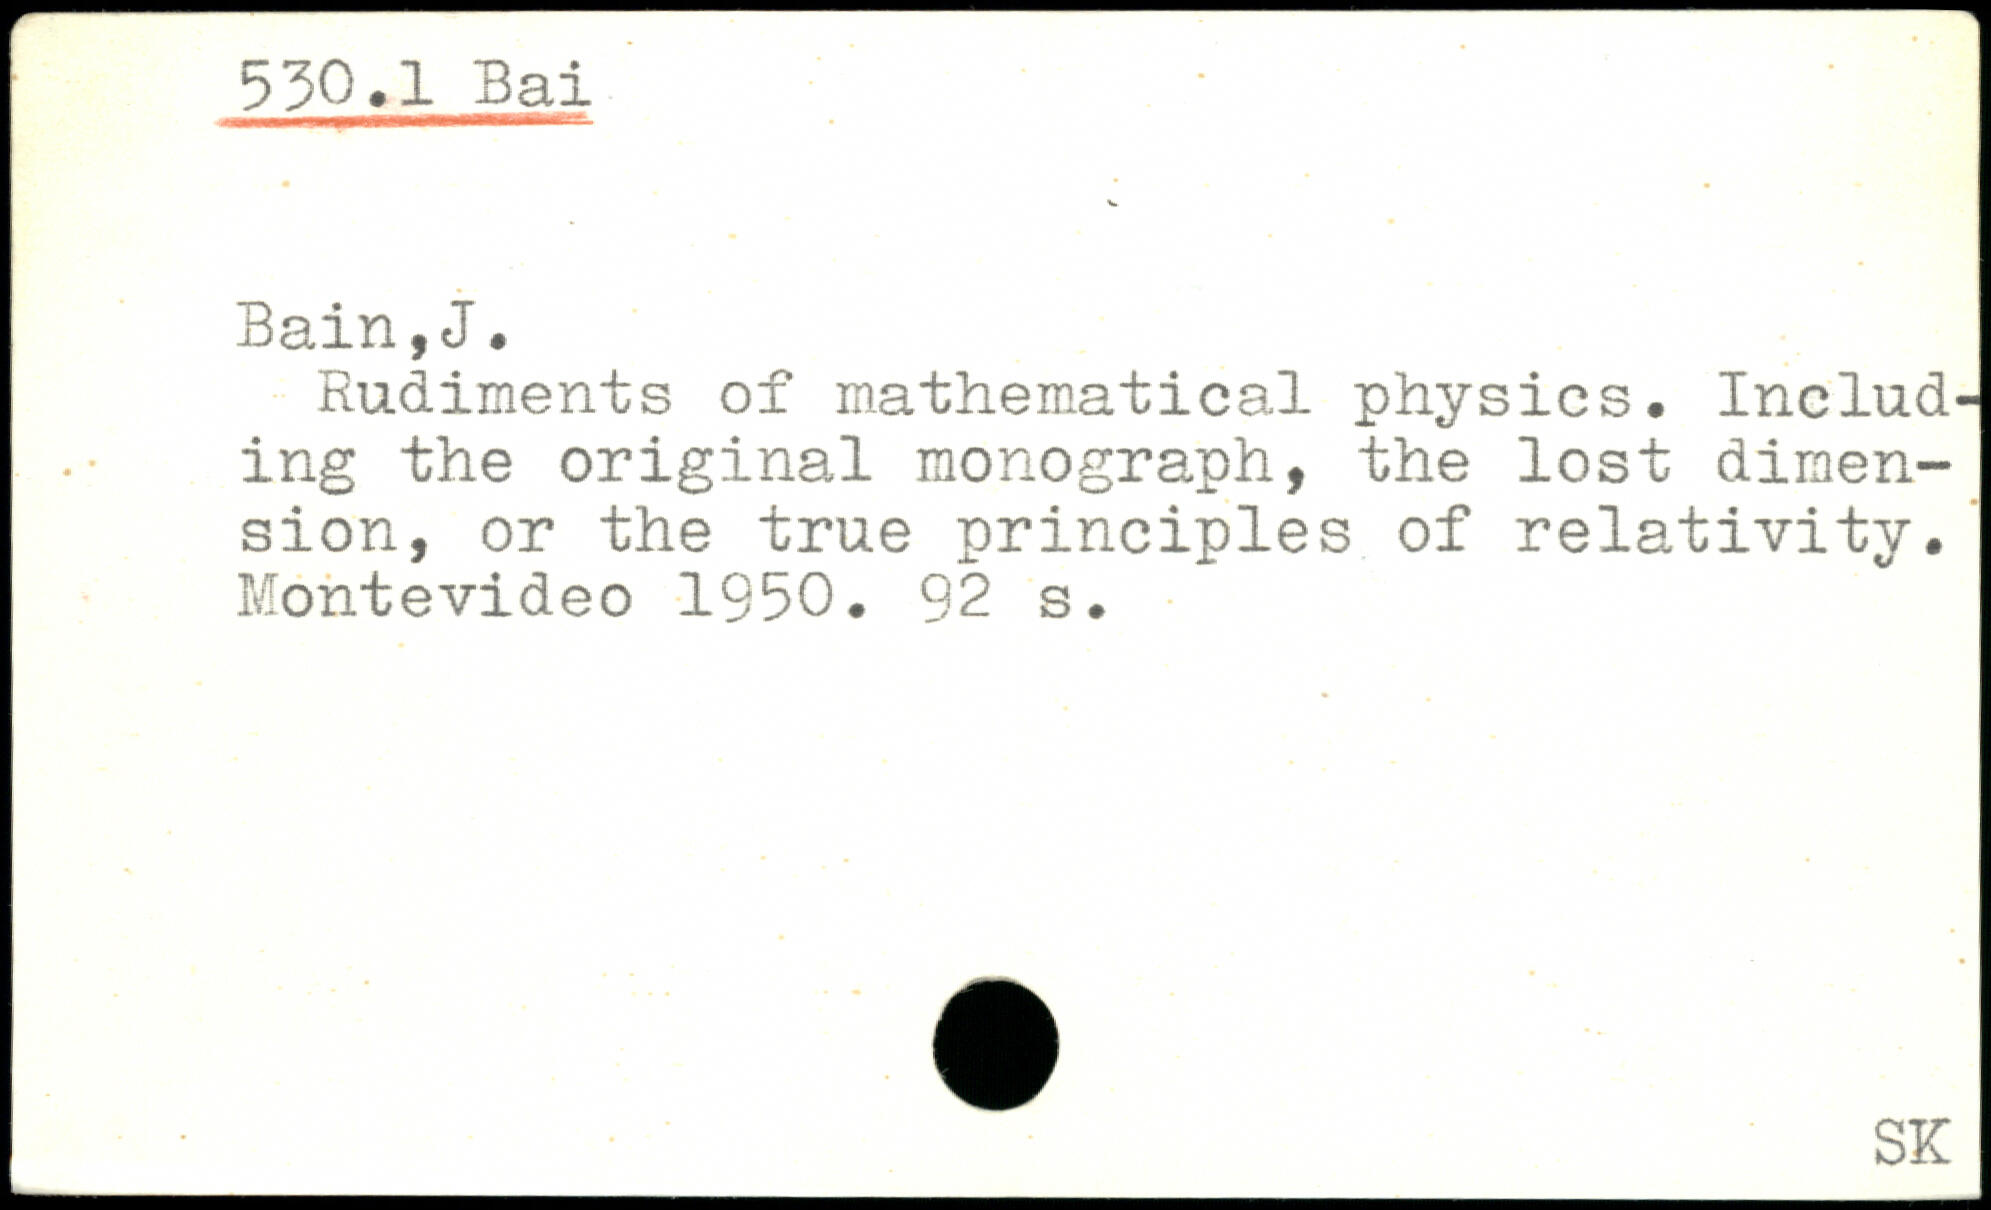 530.1 Bai
Bain,J.
Rudiments of mathematical physics. Includ-
ing the original monograph, the lost dimen-
sion, or the true principles of relativity.
Montevideo 1950. 92 s.
SK